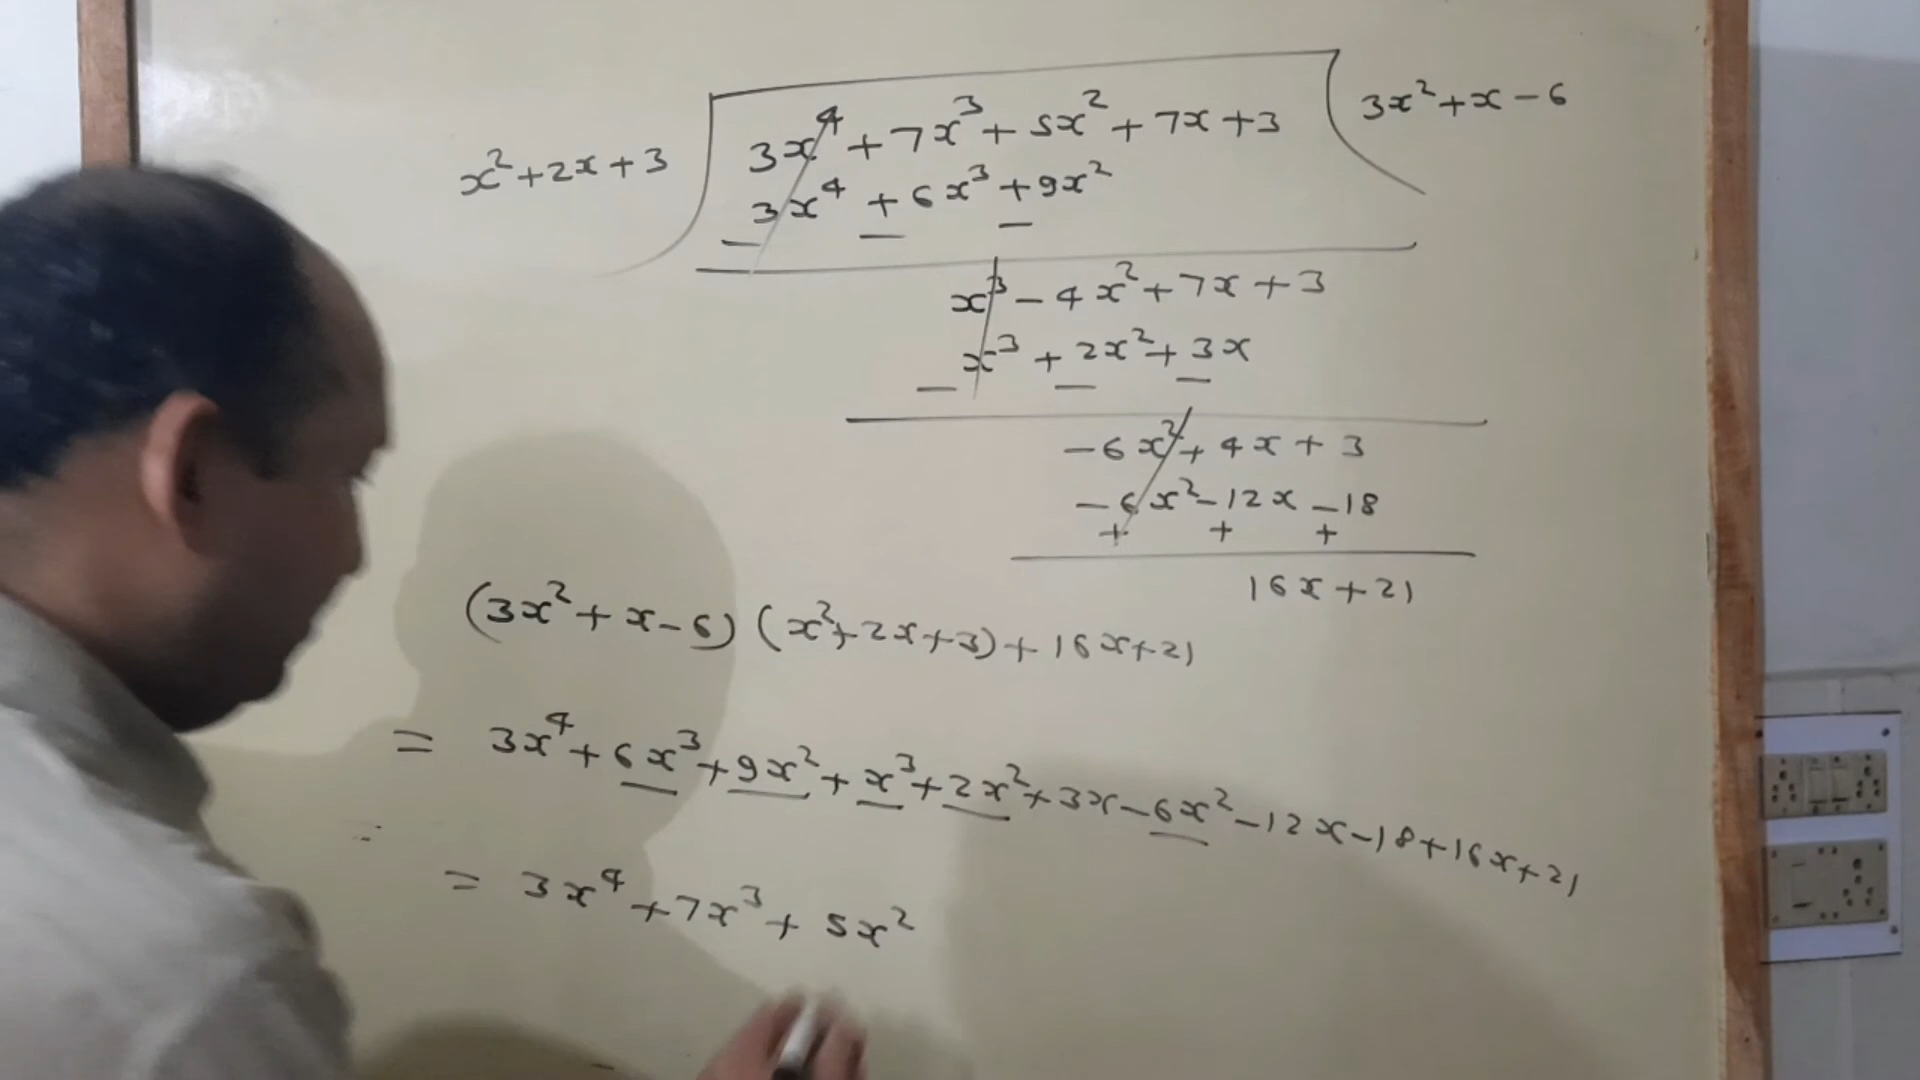 x² + 2x + 3 ) 3x⁴ + 7x³ + 5x² + 7x + 3 ( 3x² + x - 6
3x⁴ + 6x³ + 9x²
- - -
x³ - 4x² + 7x + 3
x³ + 2x² + 3x
- - -
-6x² + 4x + 3
-6x² - 12x - 18
+ + +
16x + 21
(3x² + x - 6) (x² + 2x + 3) + 16x + 21
= 3x⁴ + 6x³ + 9x² + x³ + 2x² + 3x - 6x² - 12x - 18 + 16x + 21
= 3x⁴ + 7x³ + 5x²